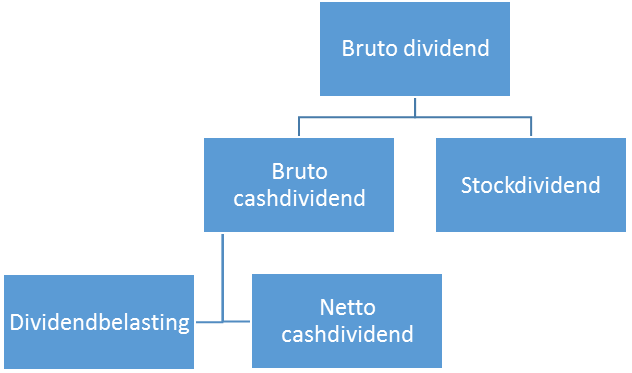 Bruto dividend
Bruto
cashdividend
Stockdividend
Dividendbelasting
Netto
cashdividend